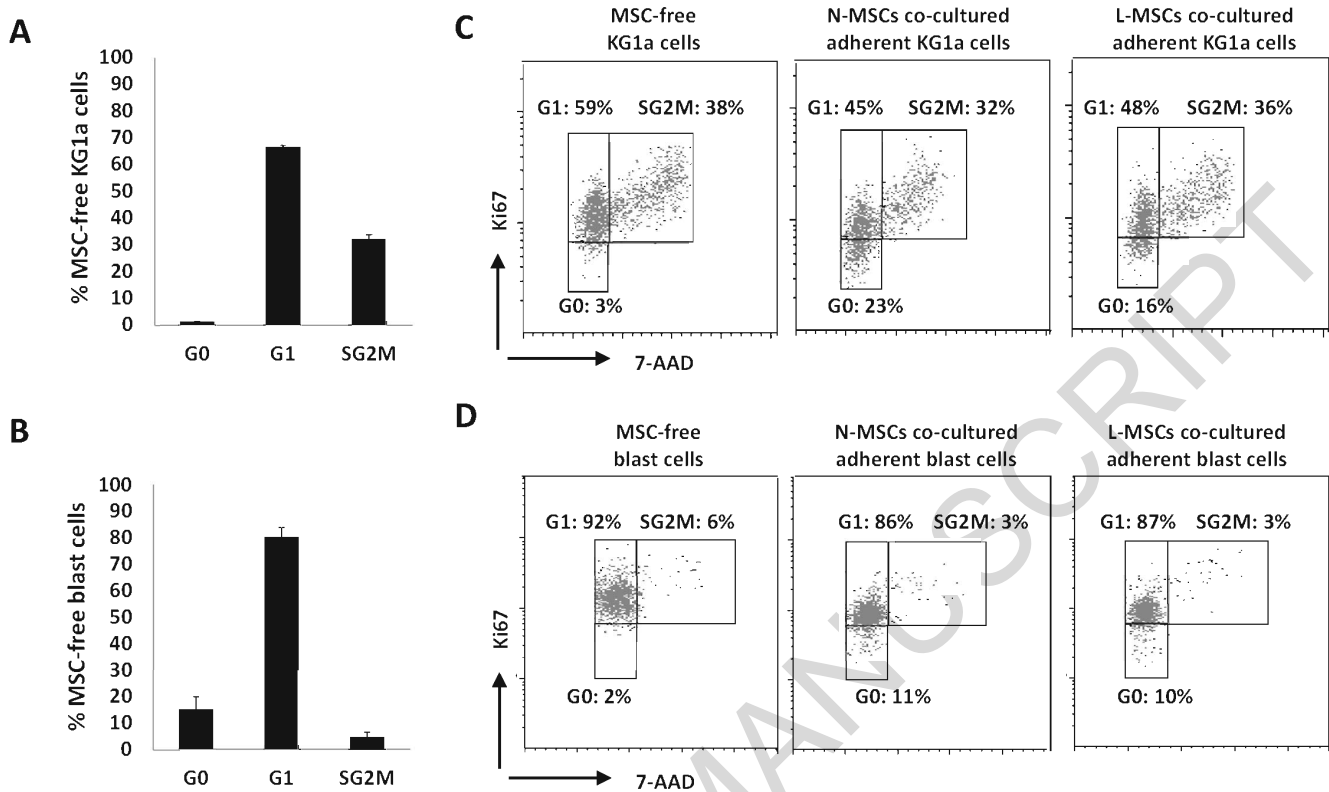 A
% MSC-free KG1a cells
100
90
80
70
60
50
40
30
20
10
0
G0 G1 SG2M
B
% MSC-free blast cells
100
90
80
70
60
50
40
30
20
10
0
G0 G1 SG2M
C
MSC-free
KG1a cells
N-MSCs co-cultured
adherent KG1a cells
L-MSCs co-cultured
adherent KG1a cells
G1: 59% SG2M: 38%
G0: 3%
G1: 45% SG2M: 32%
G0: 23%
G1: 48% SG2M: 36%
G0: 16%
Ki67
7-AAD
D
MSC-free
blast cells
N-MSCs co-cultured
adherent blast cells
L-MSCs co-cultured
adherent blast cells
G1: 92% SG2M: 6%
G0: 2%
G1: 86% SG2M: 3%
G0: 11%
G1: 87% SG2M: 3%
G0: 10%
Ki67
7-AAD
MANUSCRIPT